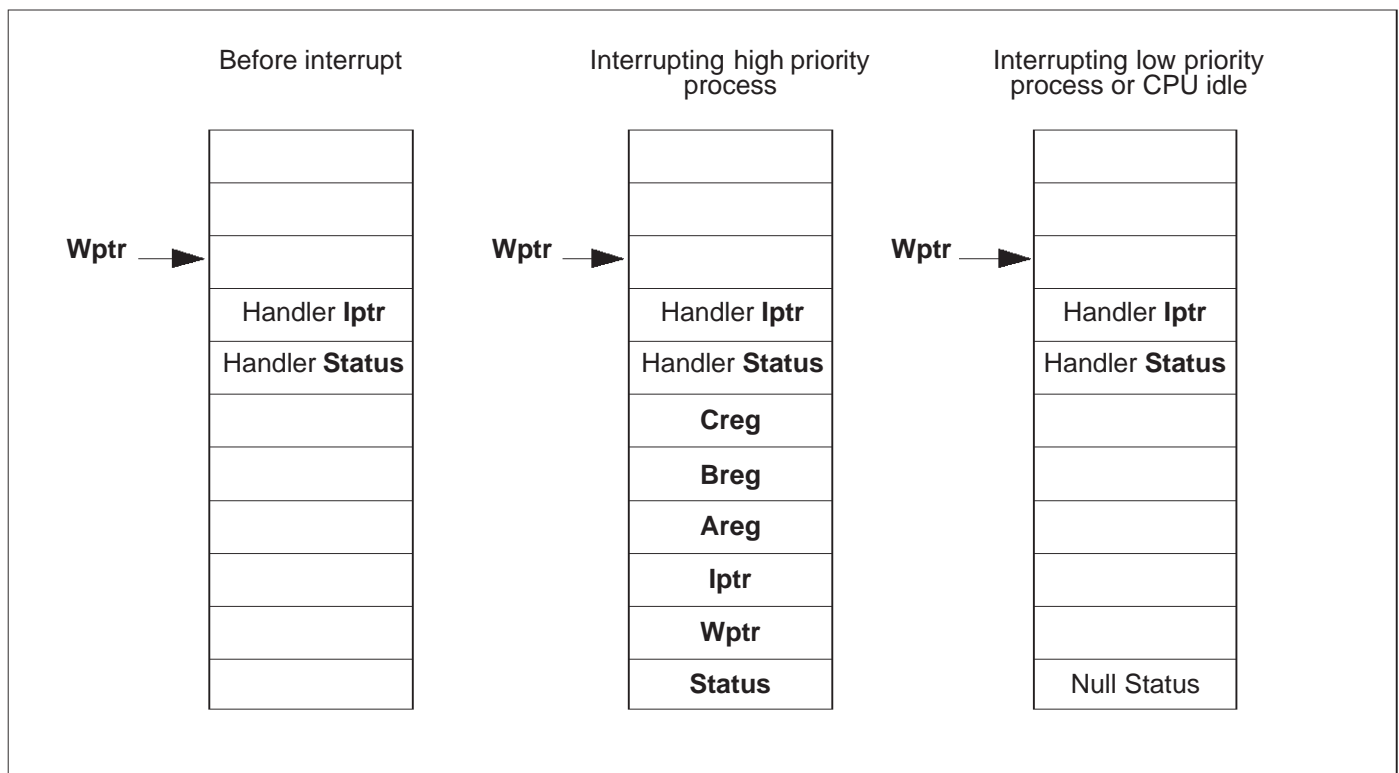 Before interrupt
Interrupting high priority
process
Interrupting low priority
process or CPU idle
Wptr
Handler Iptr
Handler Status
Wptr
Handler Iptr
Handler Status
Creg
Breg
Areg
Iptr
Wptr
Status
Wptr
Handler Iptr
Handler Status
Null Status